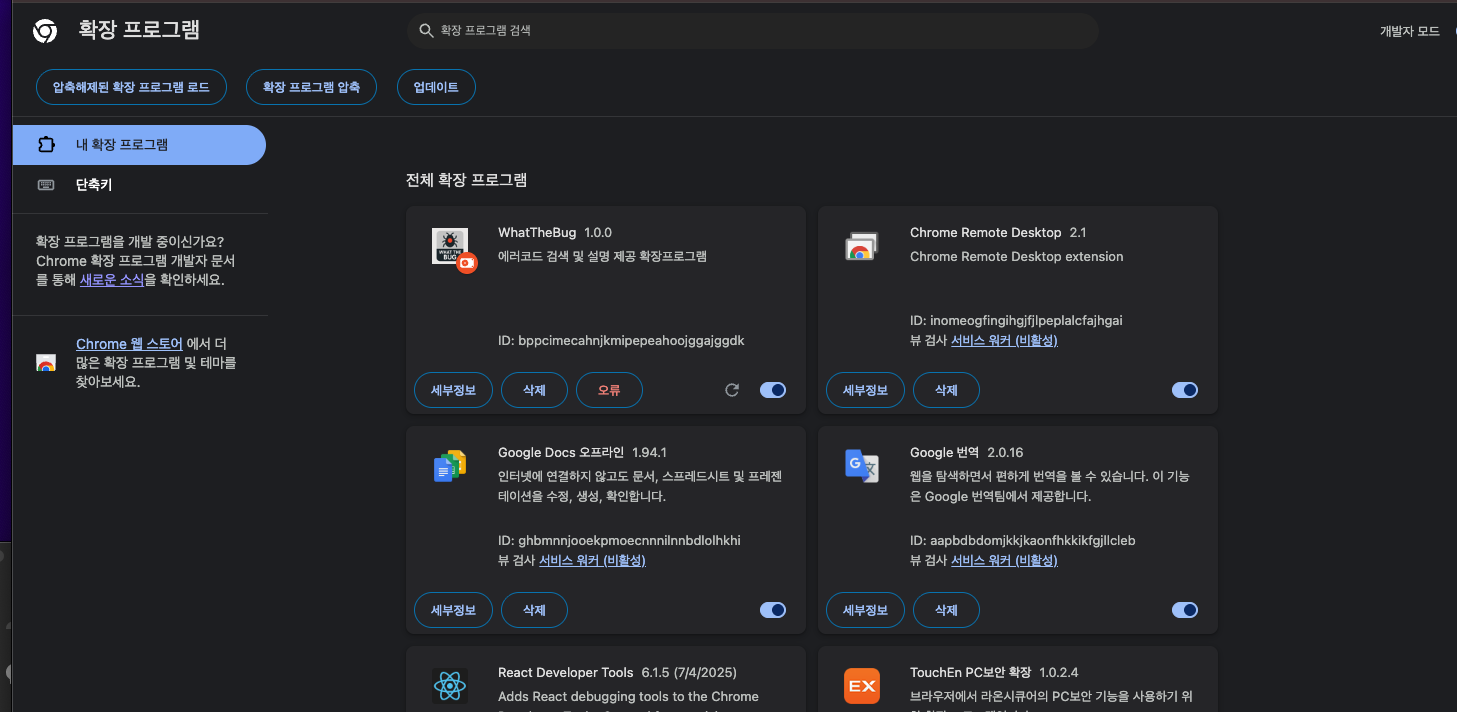 확장 프로그램
확장 프로그램 검색
개발자 모드
압축해제된 확장 프로그램 로드
확장 프로그램 압축
업데이트
내 확장 프로그램
단축키
확장 프로그램을 개발 중이신가요?
Chrome 확장 프로그램 개발자 문서
를 통해 새로운 소식을 확인하세요.
Chrome 웹 스토어 에서 더
많은 확장 프로그램 및 테마를
찾아보세요.
전체 확장 프로그램
WhatTheBug 1.0.0
에러코드 검색 및 설명 제공 확장프로그램
WHAT THE
BUG
ID: bppcimecahnjkmipepeahoojggajggdk
세부정보
삭제
오류
Chrome Remote Desktop 2.1
Chrome Remote Desktop extension
ID: inomeogfingihgjfjlpeplalcfajhgai
뷰 검사 서비스 워커 (비활성)
세부정보
삭제
Google Docs 오프라인 1.94.1
인터넷에 연결하지 않고도 문서, 스프레드시트 및 프레젠
테이션을 수정, 생성, 확인합니다.
ID: ghbmnnjooekpmoecnnnilnnbdlolhkhi
뷰 검사 서비스 워커 (비활성)
세부정보
삭제
Google 번역 2.0.16
웹을 탐색하면서 편하게 번역을 볼 수 있습니다. 이 기능
은 Google 번역팀에서 제공합니다.
ID: aapbdbdomjkkjkaonfhkkikfgjllcleb
뷰 검사 서비스 워커 (비활성)
세부정보
삭제
React Developer Tools 6.1.5 (7/4/2025)
Adds React debugging tools to the Chrome
EX
TouchEn PC보안 확장 1.0.2.4
브라우저에서 라온시큐어의 PC보안 기능을 사용하기 위